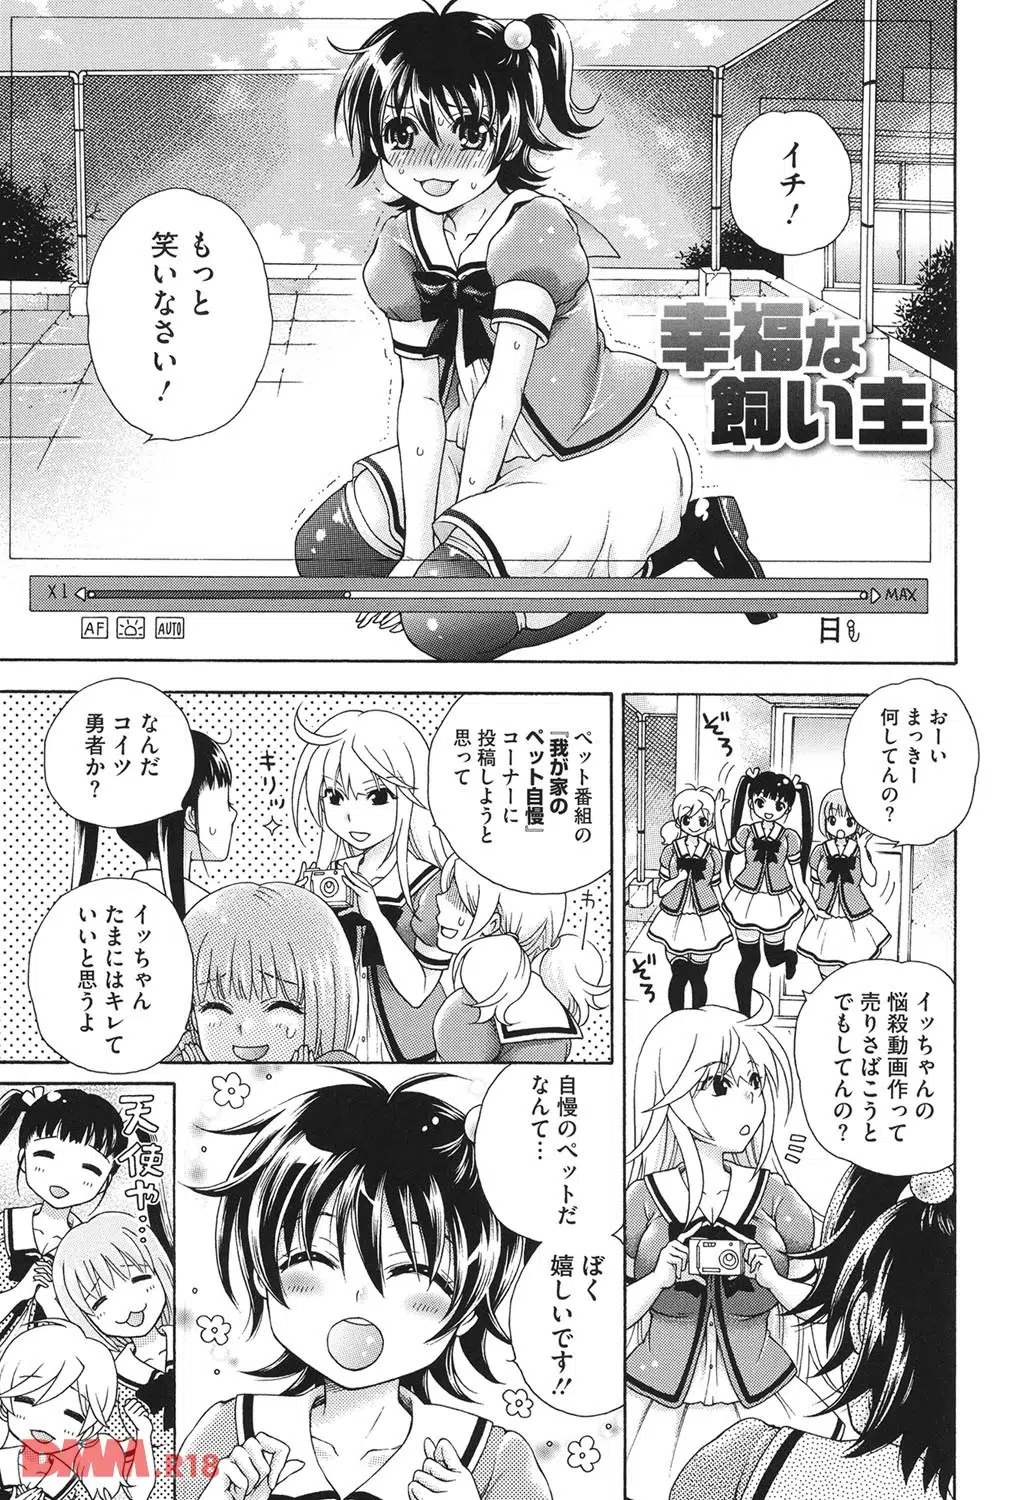 イチ！
もっと
笑いなさい！
幸福な
飼い主
X1
MAX
AF
AUTO
日
おーい
まっきー
何してんの？
ぞろ
ぞろ
イッちゃんの
悩殺動画作って
売りさばこうと
でもしてんの？
ペット番組の
『我が家の
ペット自慢』
コーナーに
投稿しようと
思って
キリッ
なんだ
コイツ
勇者か？
イッちゃん
たまにはキレて
いいと思うよ
自慢のペットだ
なんて…
ぼく
嬉しいです!!
天使や…
DMM.R18